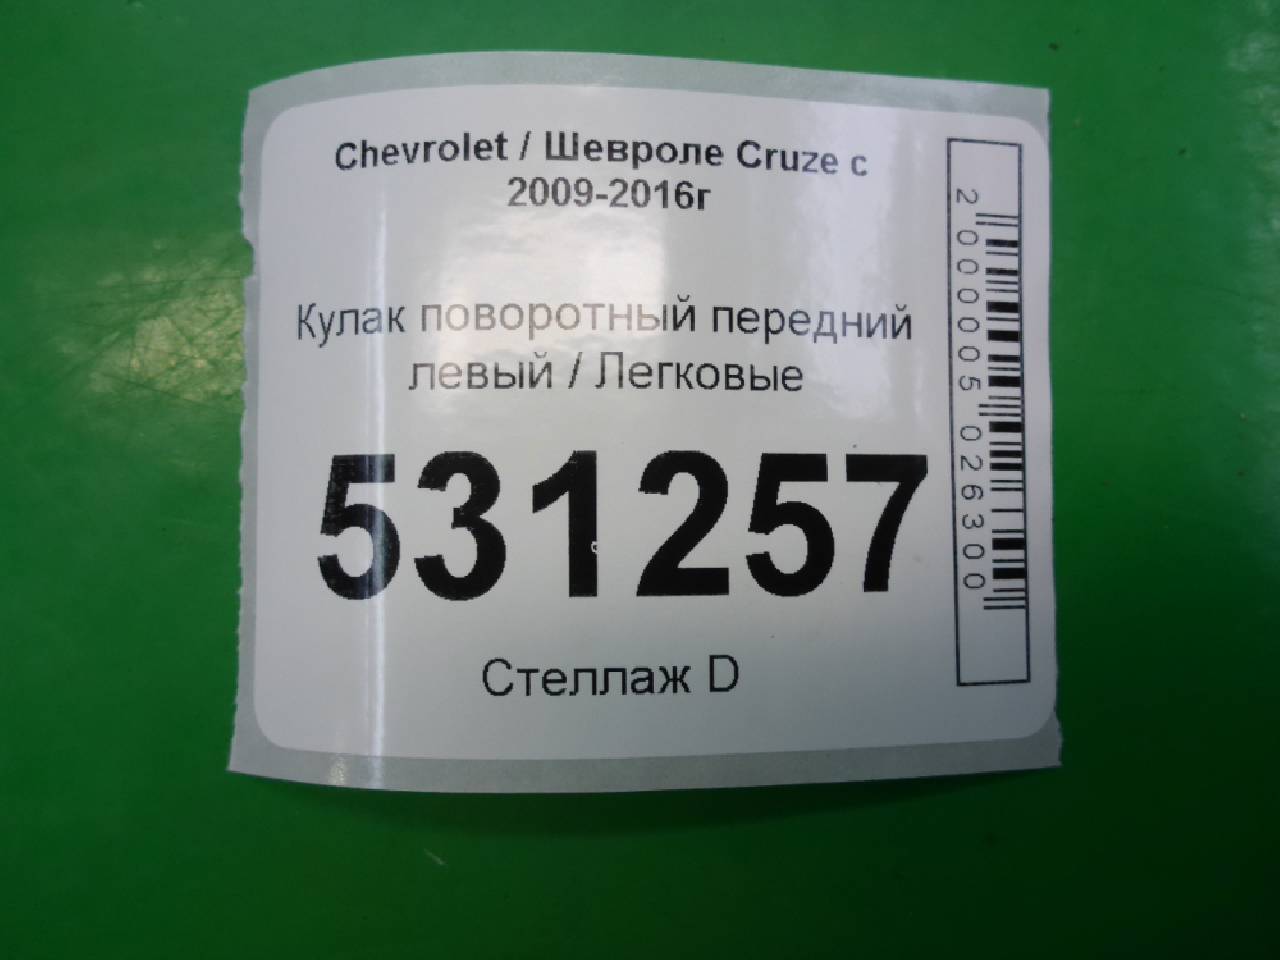 Chevrolet / Шевроле Cruze с
2009-2016г
Кулак поворотный передний
левый / Легковые
531257
Стеллаж D
2000005026300